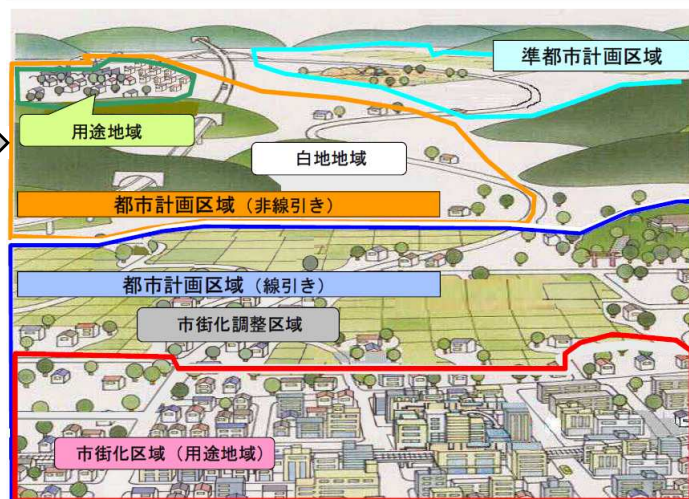 準都市計画区域
用途地域
白地地域
都市計画区域（非線引き）
都市計画区域（線引き）
市街化調整区域
市街化区域（用途地域）